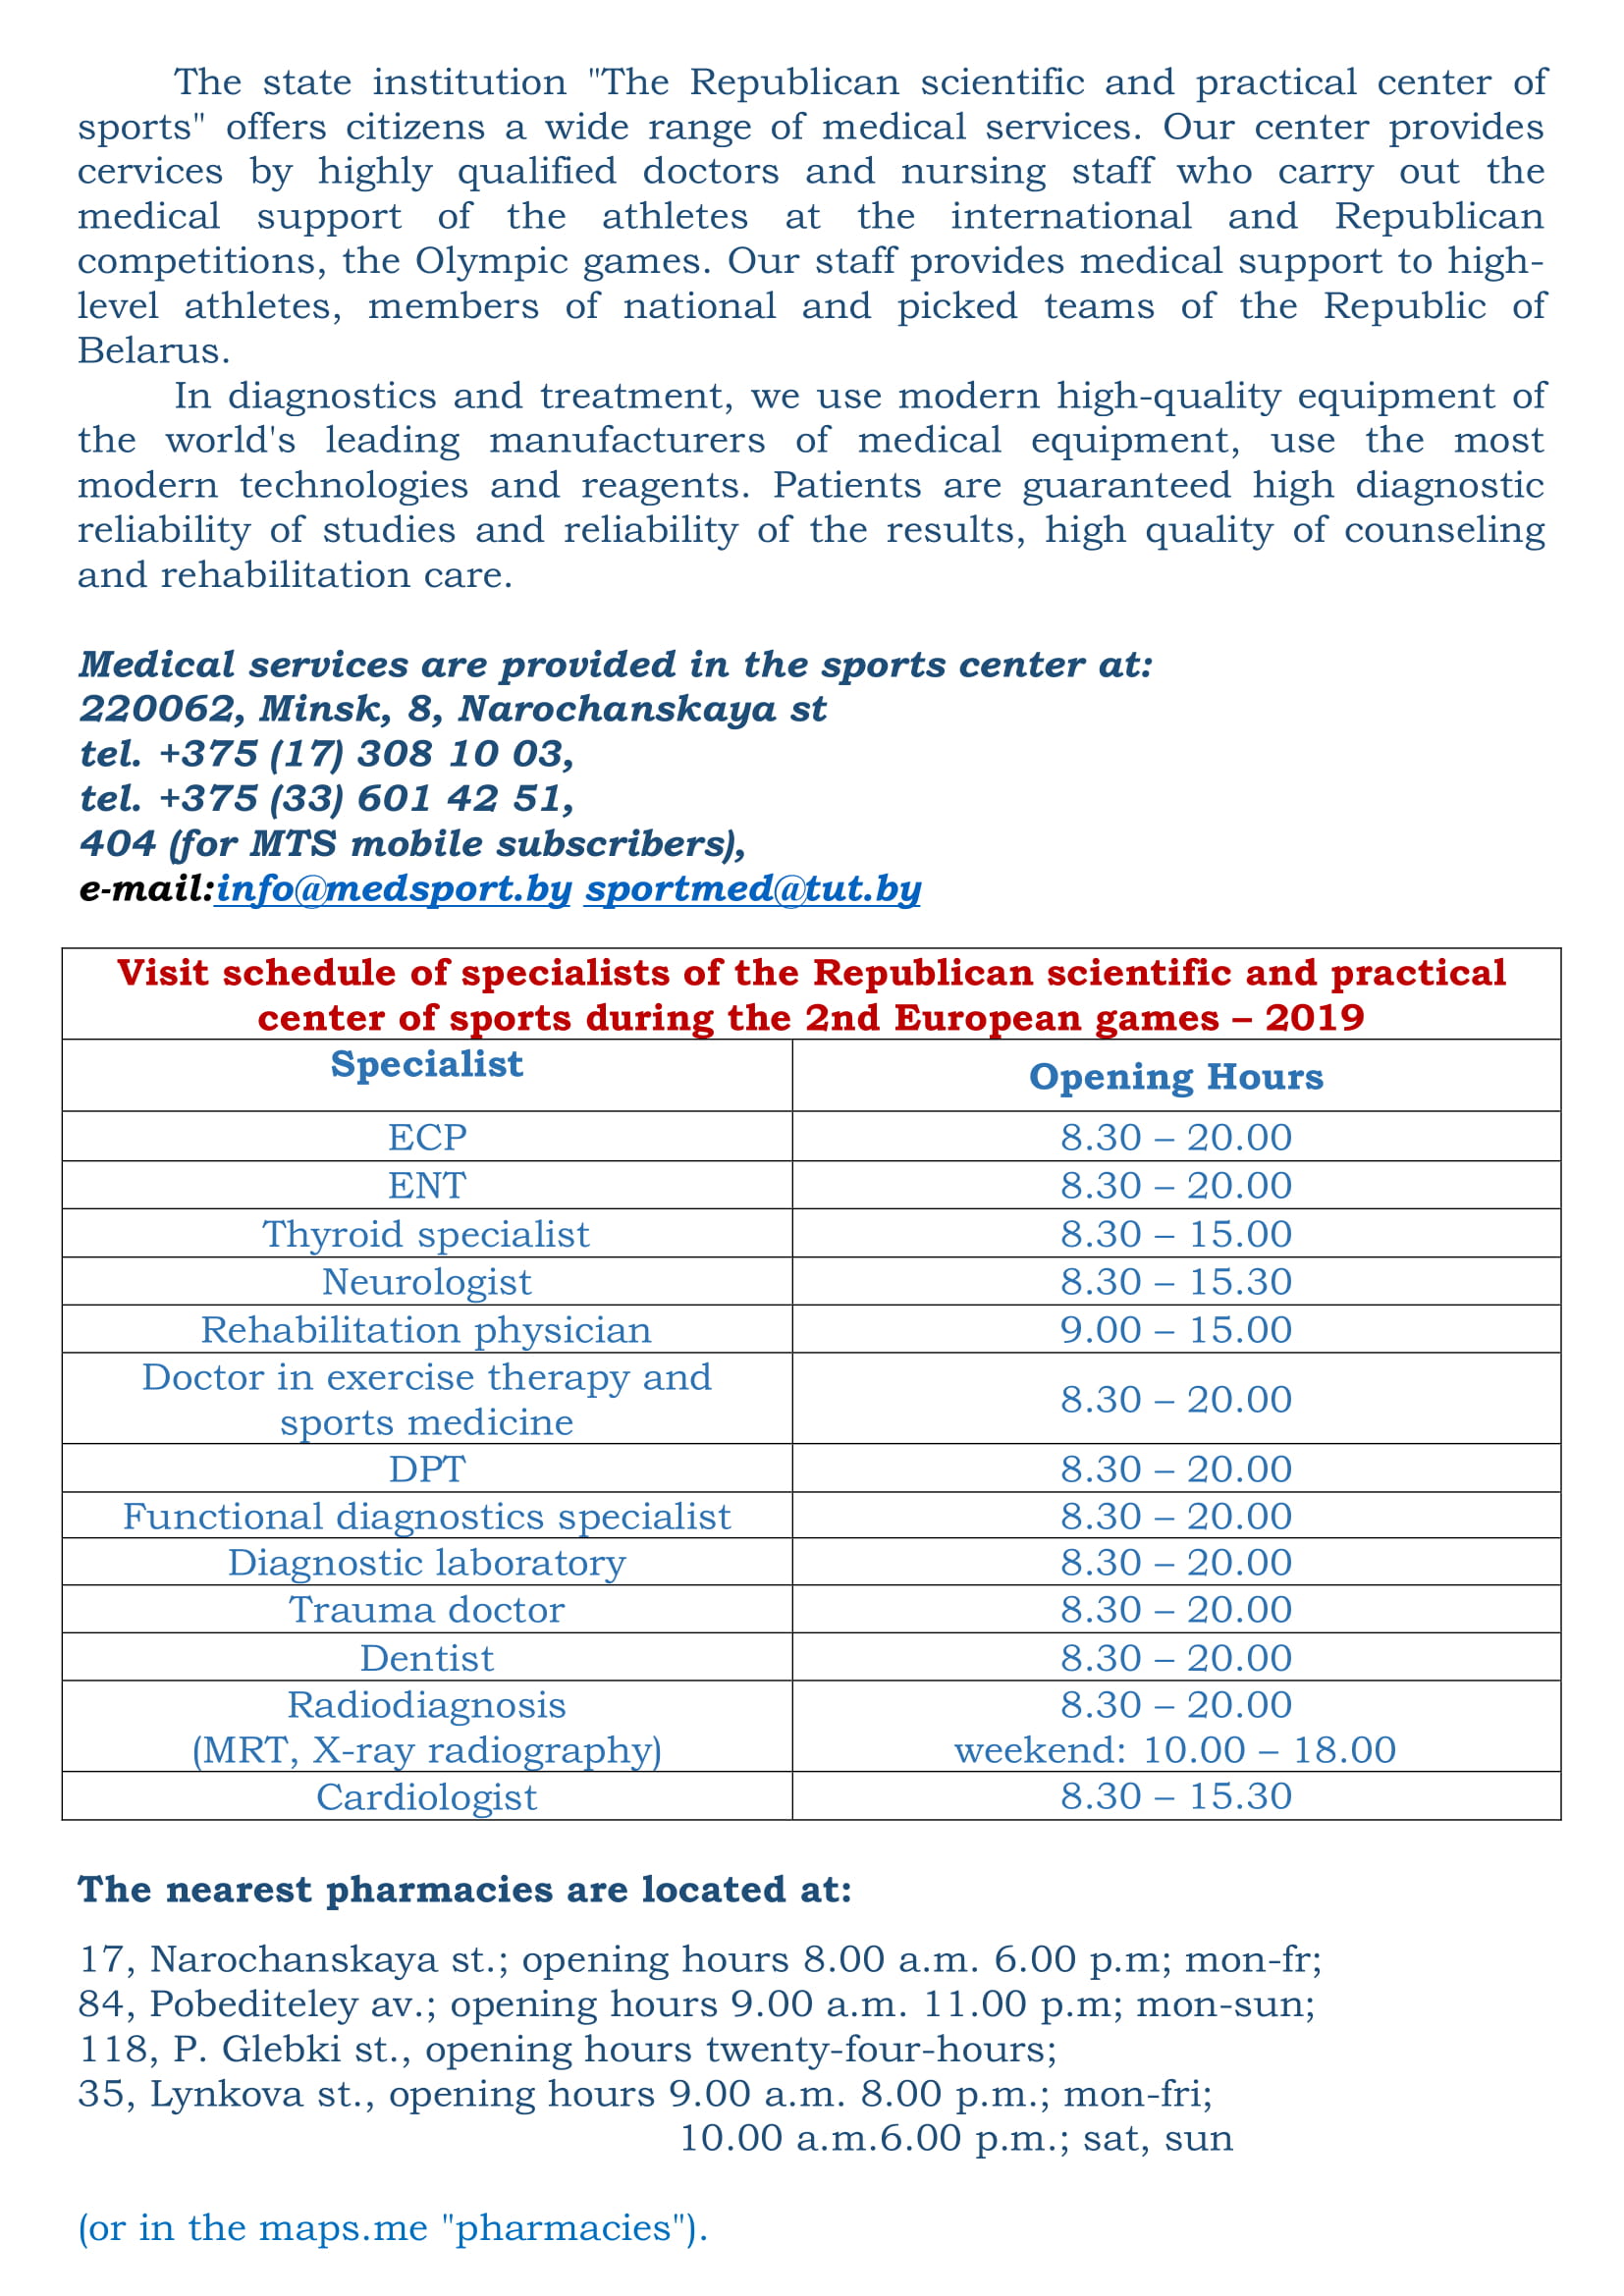 The state institution "The Republican scientific and practical center of
sports" offers citizens a wide range of medical services. Our center provides
cervices by highly qualified doctors and nursing staff who carry out the
medical support of the athletes at the international and Republican
competitions, the Olympic games. Our staff provides medical support to high-
level athletes, members of national and picked teams of the Republic of
Belarus.
In diagnostics and treatment, we use modern high-quality equipment of
the world's leading manufacturers of medical equipment, use the most
modern technologies and reagents. Patients are guaranteed high diagnostic
reliability of studies and reliability of the results, high quality of counseling
and rehabilitation care.
Medical services are provided in the sports center at:
220062, Minsk, 8, Narochanskaya st
tel. +375 (17) 308 10 03,
tel. +375 (33) 601 42 51,
404 (for MTS mobile subscribers),
e-mail:info@medsport.by sportmed@tut.by
Visit schedule of specialists of the Republican scientific and practical
center of sports during the 2nd European games – 2019
Specialist Opening Hours
ECP 8.30 – 20.00
ENT 8.30 – 20.00
Thyroid specialist 8.30 – 15.00
Neurologist 8.30 – 15.30
Rehabilitation physician 9.00 – 15.00
Doctor in exercise therapy and
sports medicine 8.30 – 20.00
DPT 8.30 – 20.00
Functional diagnostics specialist 8.30 – 20.00
Diagnostic laboratory 8.30 – 20.00
Trauma doctor 8.30 – 20.00
Dentist 8.30 – 20.00
Radiodiagnosis 8.30 – 20.00
(MRT, X-ray radiography) weekend: 10.00 – 18.00
Cardiologist 8.30 – 15.30
The nearest pharmacies are located at:
17, Narochanskaya st.; opening hours 8.00 a.m. 6.00 p.m; mon-fr;
84, Pobediteley av.; opening hours 9.00 a.m. 11.00 p.m; mon-sun;
118, P. Glebki st., opening hours twenty-four-hours;
35, Lynkova st., opening hours 9.00 a.m. 8.00 p.m.; mon-fri;
10.00 a.m.6.00 p.m.; sat, sun
(or in the maps.me "pharmacies").